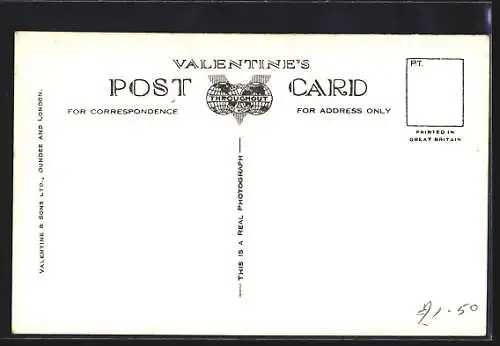 VALENTINE'S
POST CARD
THROUGHOUT
FOR CORRESPONDENCE
FOR ADDRESS ONLY
P.T.
PRINTED IN
GREAT BRITAIN
VALENTINE & SONS LTD., DUNDEE AND LONDON.
THIS IS A REAL PHOTOGRAPH
£1-50